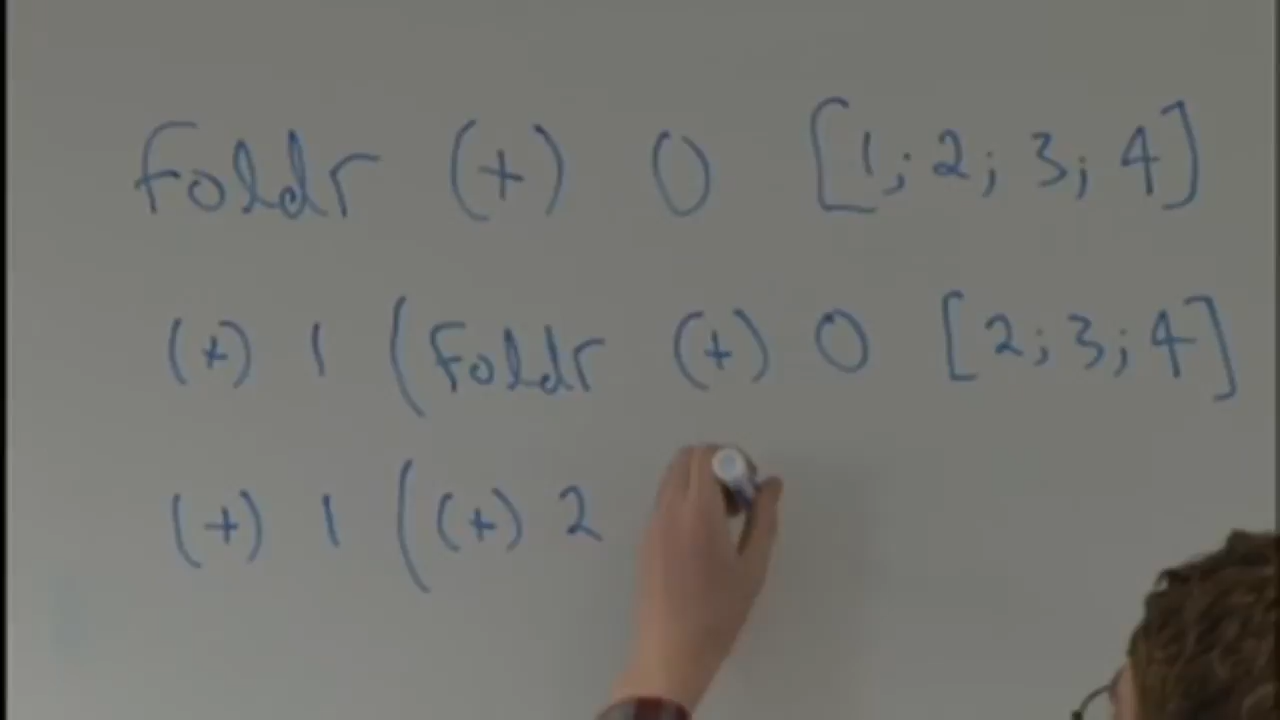 Foldr (+) 0 [1; 2; 3; 4]
(+) 1 (Foldr (+) 0 [2; 3; 4]
(+) 1 ((+) 2